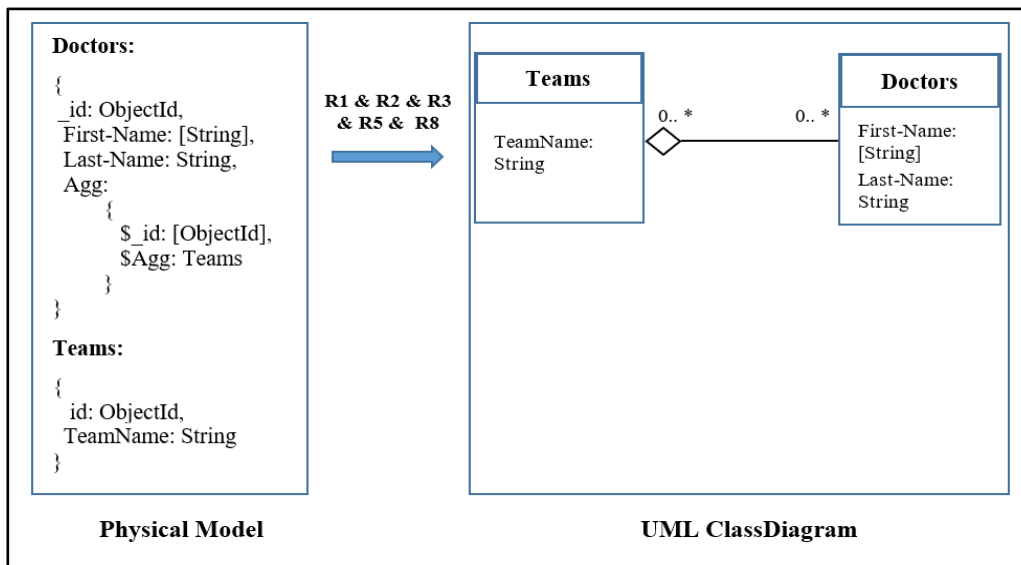 Doctors:
{
_id: ObjectId,
First-Name: [String],
Last-Name: String,
Agg:
{
$_id: [ObjectId],
$Agg: Teams
}
}
Teams:
{
id: ObjectId,
TeamName: String
}
Physical Model
R1 & R2 & R3
& R5 & R8
Teams
TeamName:
String
0.. *
0.. *
Doctors
First-Name:
[String]
Last-Name:
String
UML ClassDiagram